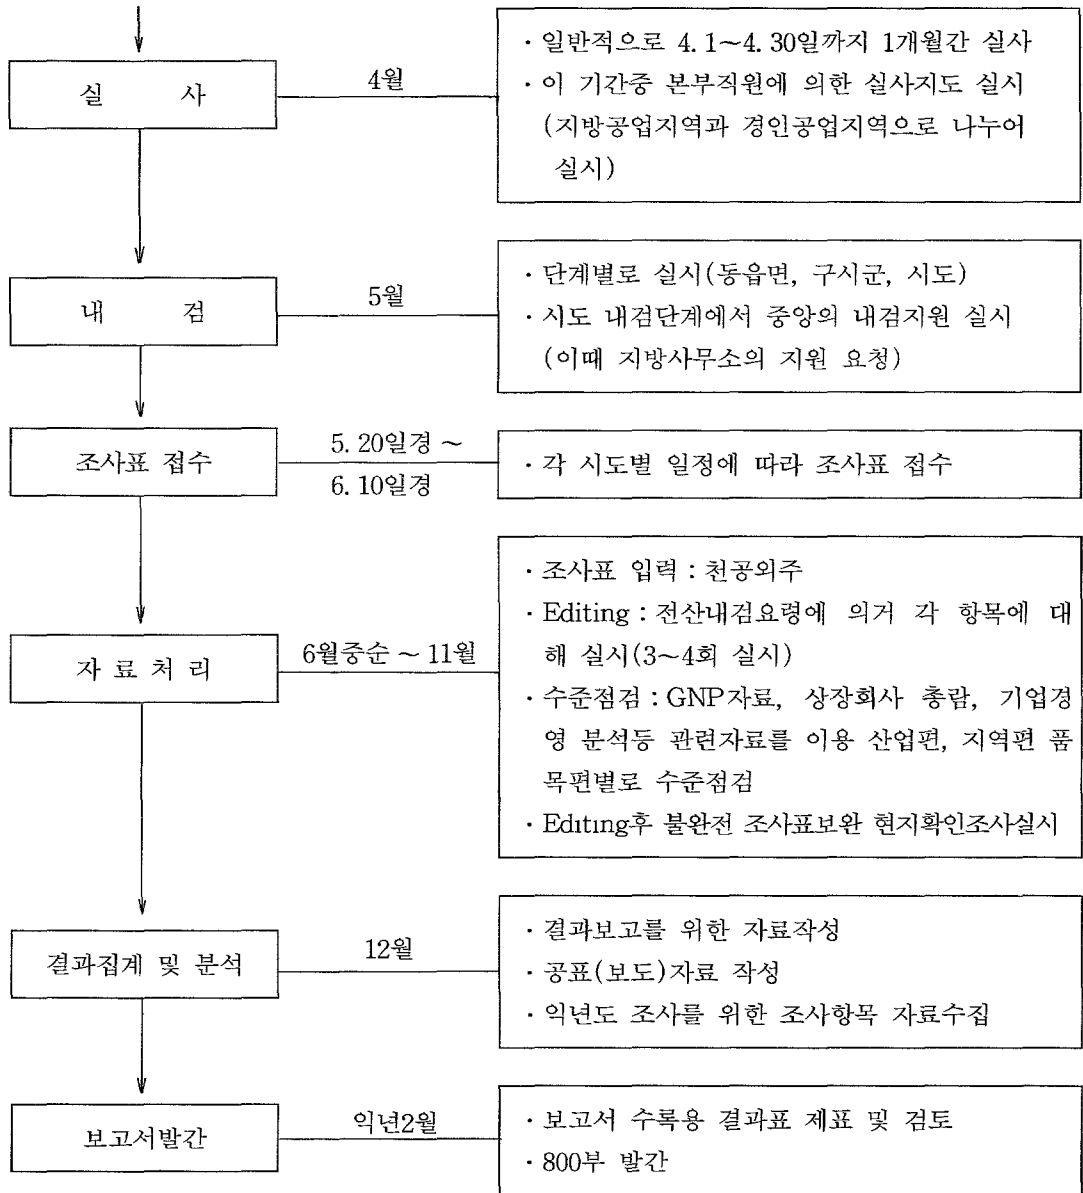 · 일반적으로 4.1~4.30일까지 1개월간 실사
실 사
4월
· 이 기간중 본부직원에 의한 실사지도 실시
(지방공업지역과 경인공업지역으로 나누어
실시)
내 검
5월
· 단계별로 실시(동읍면, 구시군, 시도)
· 시도 내검단계에서 중앙의 내검지원 실시
(이때 지방사무소의 지원 요청)
조사표 접수
5.20일경 ~
6.10일경
· 각 시도별 일정에 따라 조사표 접수
자 료 처 리
6월중순 ~ 11월
· 조사표 입력 : 천공외주
· Editing : 전산내검요령에 의거 각 항목에 대
해 실시(3~4회 실시)
· 수준점검 : GNP자료, 상장회사 총람, 기업경
영 분석등 관련자료를 이용 산업편, 지역편 품
목편별로 수준점검
· Editing후 불완전 조사표보완 현지확인조사실시
결과집계 및 분석
12월
· 결과보고를 위한 자료작성
· 공표(보도)자료 작성
· 익년도 조사를 위한 조사항목 자료수집
보고서발간
익년2월
· 보고서 수록용 결과표 제표 및 검토
· 800부 발간